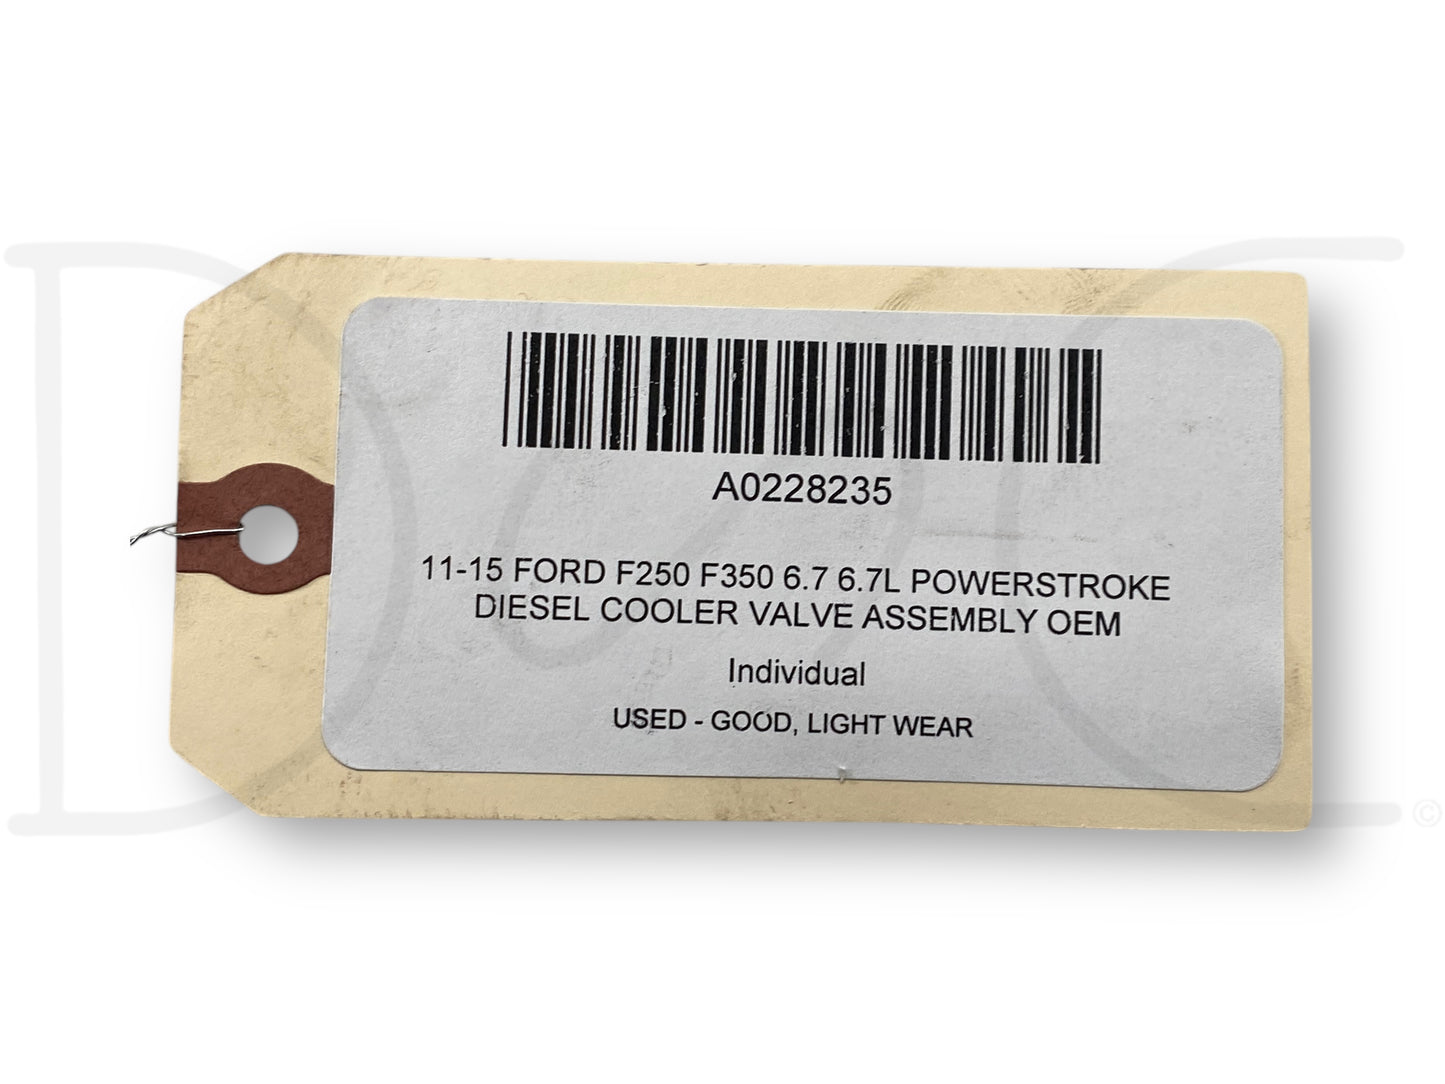 A0228235
11-15 FORD F250 F350 6.7 6.7L POWERSTROKE
DIESEL COOLER VALVE ASSEMBLY OEM
Individual
USED - GOOD, LIGHT WEAR
©